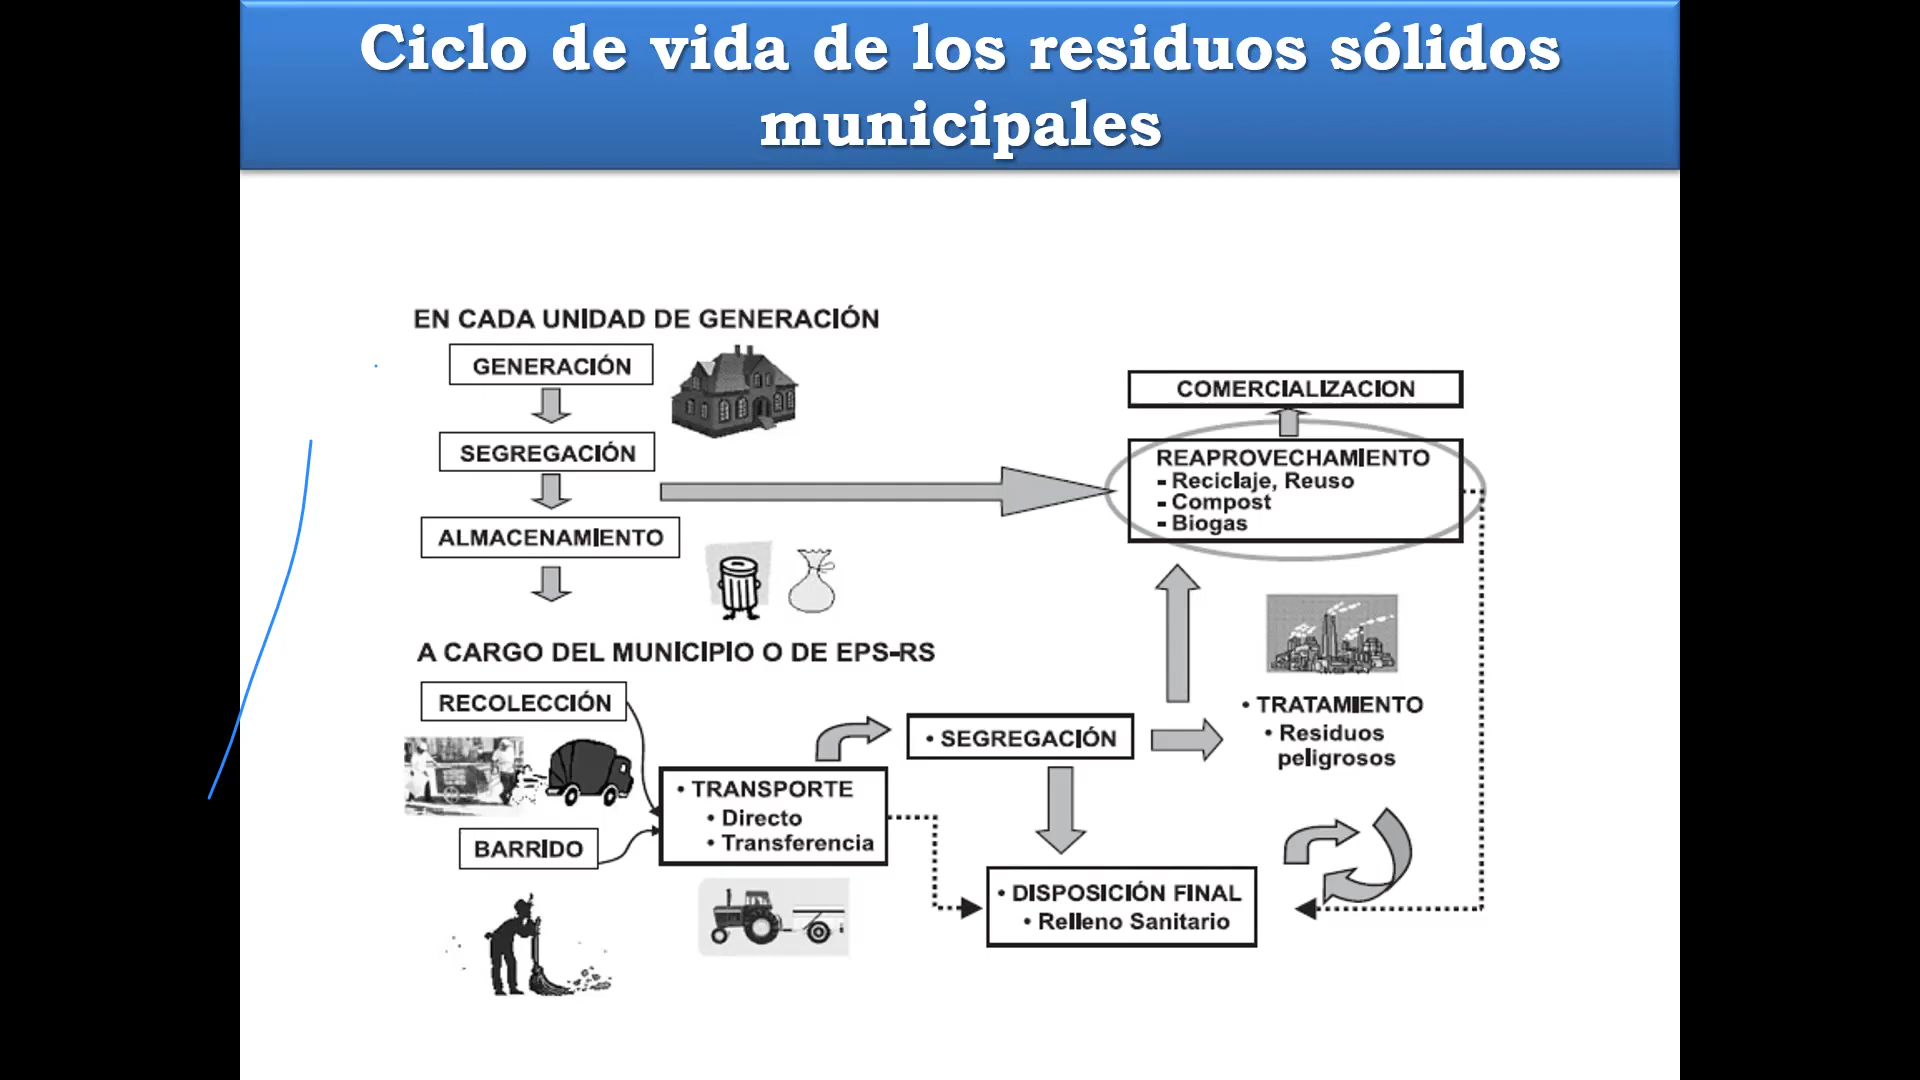 Ciclo de vida de los residuos sólidos
municipales
EN CADA UNIDAD DE GENERACIÓN
GENERACIÓN
SEGREGACIÓN
ALMACENAMIENTO
COMERCIALIZACION
REAPROVECHAMIENTO
- Reciclaje, Reuso
- Compost
- Biogas
A CARGO DEL MUNICIPIO O DE EPS-RS
RECOLECCIÓN
BARRIDO
• TRANSPORTE
• Directo
• Transferencia
• SEGREGACIÓN
• TRATAMIENTO
• Residuos
peligrosos
• DISPOSICIÓN FINAL
• Relleno Sanitario